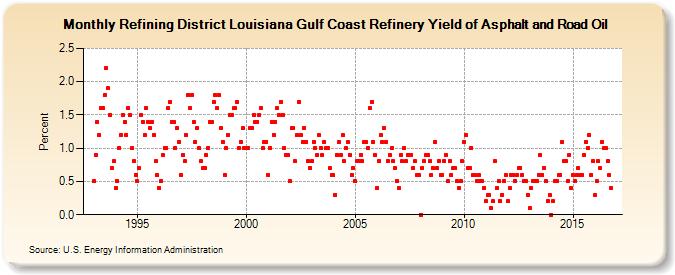 Monthly Refining District Louisiana Gulf Coast Refinery Yield of Asphalt and Road Oil
Percent
2.5
2.0
1.5
1.0
0.5
0.0
1995 2000 2005 2010 2015
Source: U.S. Energy Information Administration